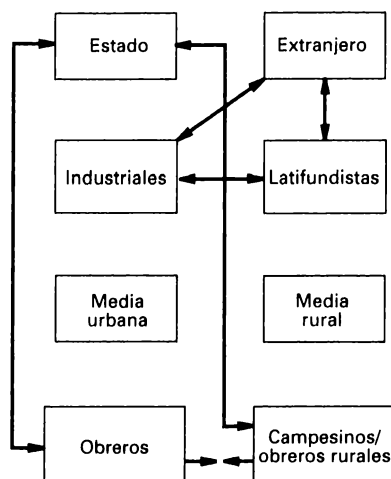 Estado
Extranjero
Industriales
Latifundistas
Media
urbana
Media
rural
Obreros
Campesinos/
obreros rurales